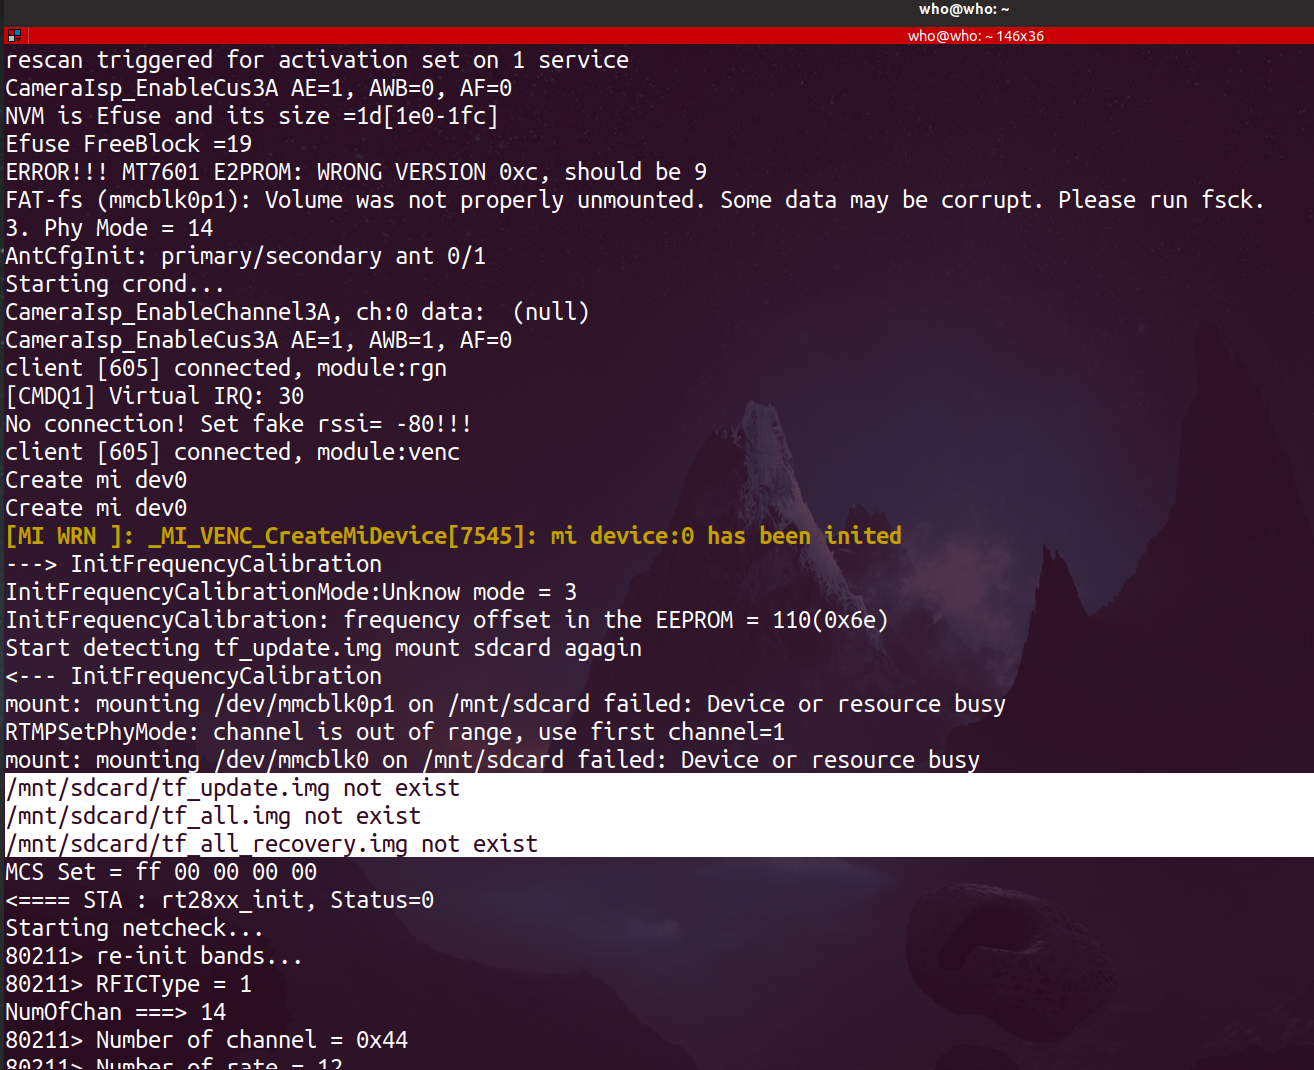 who@who: ~
who@who: ~ 146x36
rescan triggered for activation set on 1 service
CameraIsp_EnableCus3A AE=1, AWB=0, AF=0
NVM is Efuse and its size =1d[1e0-1fc]
Efuse FreeBlock =19
ERROR!!! MT7601 E2PROM: WRONG VERSION 0xc, should be 9
FAT-fs (mmcblk0p1): Volume was not properly unmounted. Some data may be corrupt. Please run fsck.
3. Phy Mode = 14
AntCfgInit: primary/secondary ant 0/1
Starting crond...
CameraIsp_EnableChannel3A, ch:0 data:  (null)
CameraIsp_EnableCus3A AE=1, AWB=1, AF=0
client [605] connected, module:rgn
[CMDQ1] Virtual IRQ: 30
No connection! Set fake rssi= -80!!!
client [605] connected, module:venc
Create mi dev0
Create mi dev0
[MI WRN ]: _MI_VENC_CreateMiDevice[7545]: mi device:0 has been inited
---> InitFrequencyCalibration
InitFrequencyCalibrationMode:Unknow mode = 3
InitFrequencyCalibration: frequency offset in the EEPROM = 110(0x6e)
Start detecting tf_update.img mount sdcard agagin
<--- InitFrequencyCalibration
mount: mounting /dev/mmcblk0p1 on /mnt/sdcard failed: Device or resource busy
RTMPSetPhyMode: channel is out of range, use first channel=1
mount: mounting /dev/mmcblk0 on /mnt/sdcard failed: Device or resource busy
/mnt/sdcard/tf_update.img not exist
/mnt/sdcard/tf_all.img not exist
/mnt/sdcard/tf_all_recovery.img not exist
MCS Set = ff 00 00 00 00
<==== STA : rt28xx_init, Status=0
Starting netcheck...
80211> re-init bands...
80211> RFICType = 1
NumOfChan ===> 14
80211> Number of channel = 0x44
80211> Number of rate = 12